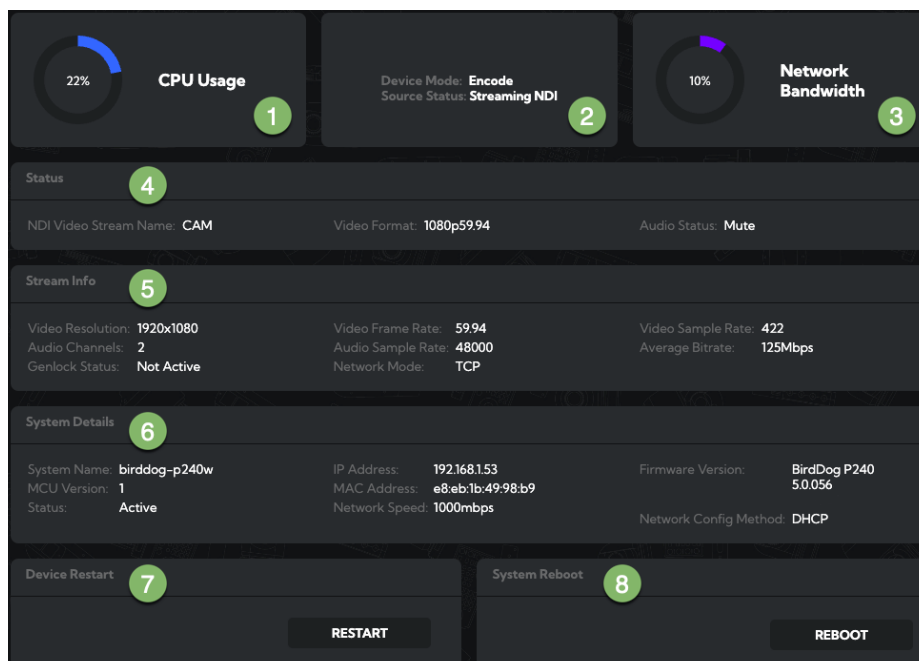 22%
CPU Usage
1
Device Mode: Encode
Source Status: Streaming NDI
2
10%
Network
Bandwidth
3
Status
4
NDI Video Stream Name: CAM
Video Format: 1080p59.94
Audio Status: Mute
Stream Info
5
Video Resolution: 1920x1080
Video Frame Rate: 59.94
Video Sample Rate: 422
Audio Channels: 2
Audio Sample Rate: 48000
Average Bitrate: 125Mbps
Genlock Status: Not Active
Network Mode: TCP
System Details
6
System Name: birddog-p240w
IP Address: 192.168.1.53
Firmware Version: BirdDog P240
5.0.056
MCU Version: 1
MAC Address: e8:eb:1b:49:98:b9
Status: Active
Network Speed: 1000mbps
Network Config Method: DHCP
Device Restart
7
RESTART
System Reboot
8
REBOOT